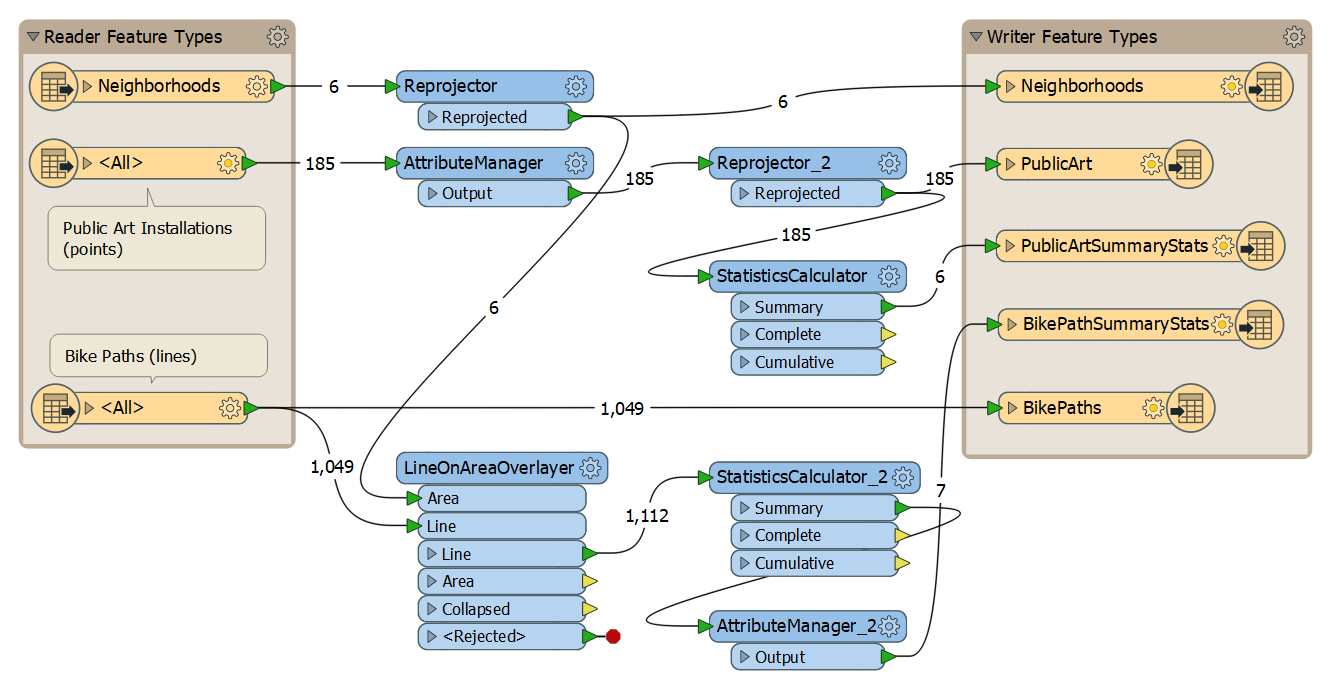 Reader Feature Types
Neighborhoods
6
<All>
185
Public Art Installations
(points)
Bike Paths (lines)
<All>
1,049
1,049
Reprojector
Reprojected
6
6
AttributeManager
Output
185
Reprojector_2
Reprojected
185
185
StatisticsCalculator
Summary
Complete
Cumulative
6
LineOnAreaOverlayer
Area
Line
Line
Area
Collapsed
<Rejected>
1,112
StatisticsCalculator_2
Summary
Complete
Cumulative
AttributeManager_2
Output
7
Writer Feature Types
Neighborhoods
PublicArt
PublicArtSummaryStats
BikePathSummaryStats
BikePaths